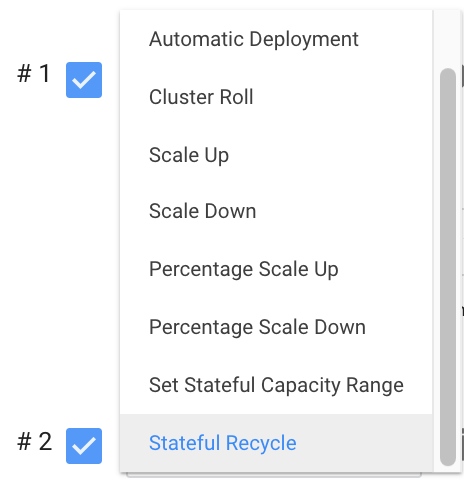 Automatic Deployment
# 1
Cluster Roll
Scale Up
Scale Down
Percentage Scale Up
Percentage Scale Down
Set Stateful Capacity Range
# 2
Stateful Recycle